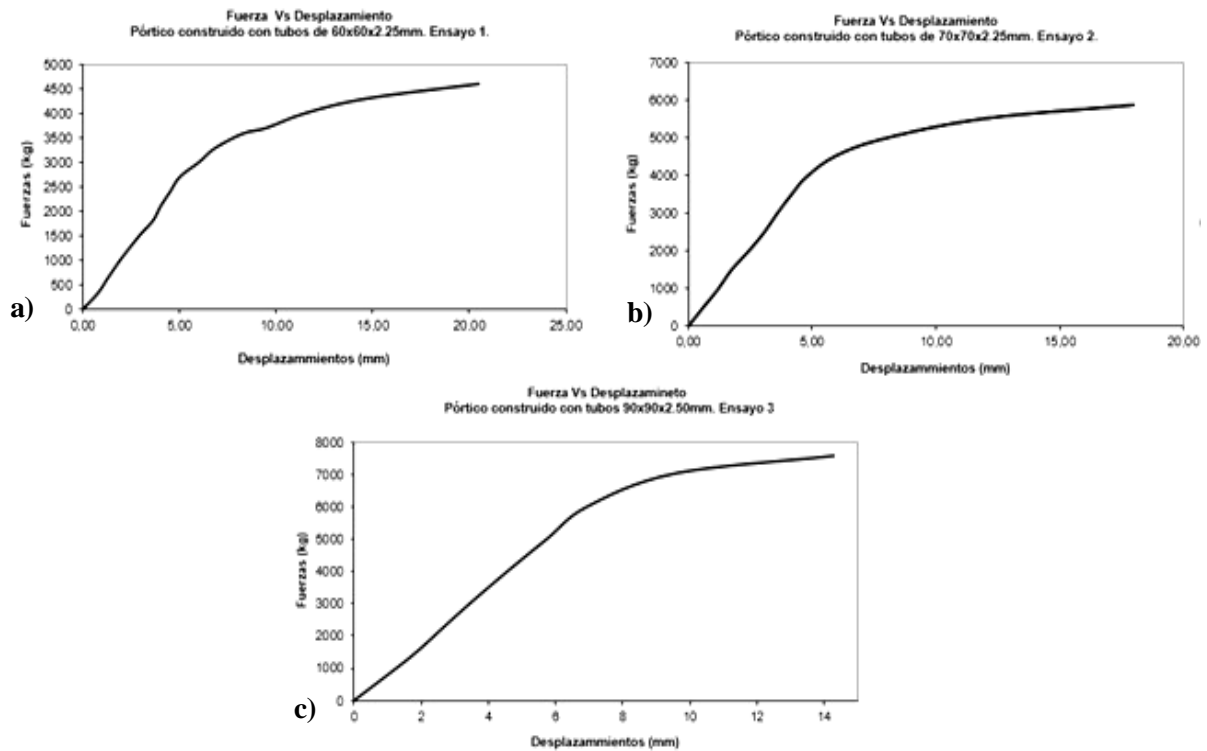 Fuerza Vs Desplazamiento
Pórtico construido con tubos de 60x60x2.25mm. Ensayo 1.
5000
4500
4000
3500
3000
2500
2000
1500
1000
500
0
Fuerzas (kg)
0,00 5,00 10,00 15,00 20,00 25,00
Desplazammientos (mm)
a)
Fuerza Vs Desplazamiento
Pórtico construido con tubos de 70x70x2.25mm. Ensayo 2.
7000
6000
5000
4000
3000
2000
1000
0
Fuerzas (kg)
0,00 5,00 10,00 15,00 20,00
Desplazammientos (mm)
b)
Fuerza Vs Desplazamineto
Pórtico construido con tubos 90x90x2.50mm. Ensayo 3
8000
7000
6000
5000
4000
3000
2000
1000
0
Fuerzas (kg)
0 2 4 6 8 10 12 14
Desplazammientos (mm)
c)